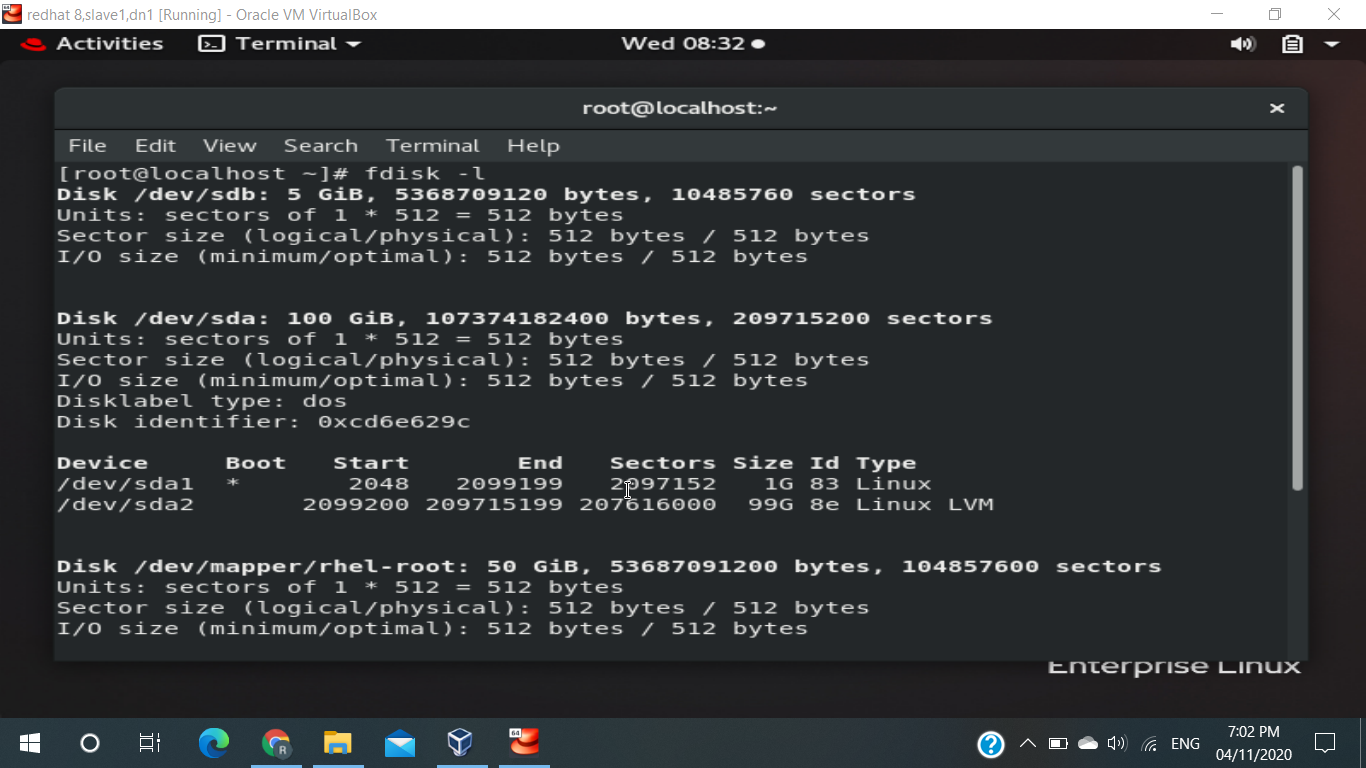 redhat 8,slave1,dn1 [Running] - Oracle VM VirtualBox
Activities Terminal Wed 08:32
root@localhost:~
File Edit View Search Terminal Help
[root@localhost ~]# fdisk -l
Disk /dev/sdb: 5 GiB, 5368709120 bytes, 10485760 sectors
Units: sectors of 1 * 512 = 512 bytes
Sector size (logical/physical): 512 bytes / 512 bytes
I/O size (minimum/optimal): 512 bytes / 512 bytes
Disk /dev/sda: 100 GiB, 107374182400 bytes, 209715200 sectors
Units: sectors of 1 * 512 = 512 bytes
Sector size (logical/physical): 512 bytes / 512 bytes
I/O size (minimum/optimal): 512 bytes / 512 bytes
Disklabel type: dos
Disk identifier: 0xcd6e629c
Device Boot Start End Sectors Size Id Type
/dev/sda1 * 2048 2099199 2097152 1G 83 Linux
/dev/sda2 2099200 209715199 207616000 99G 8e Linux LVM
Disk /dev/mapper/rhel-root: 50 GiB, 53687091200 bytes, 104857600 sectors
Units: sectors of 1 * 512 = 512 bytes
Sector size (logical/physical): 512 bytes / 512 bytes
I/O size (minimum/optimal): 512 bytes / 512 bytes
Enterprise Linux
64
R
ENG
7:02 PM
04/11/2020